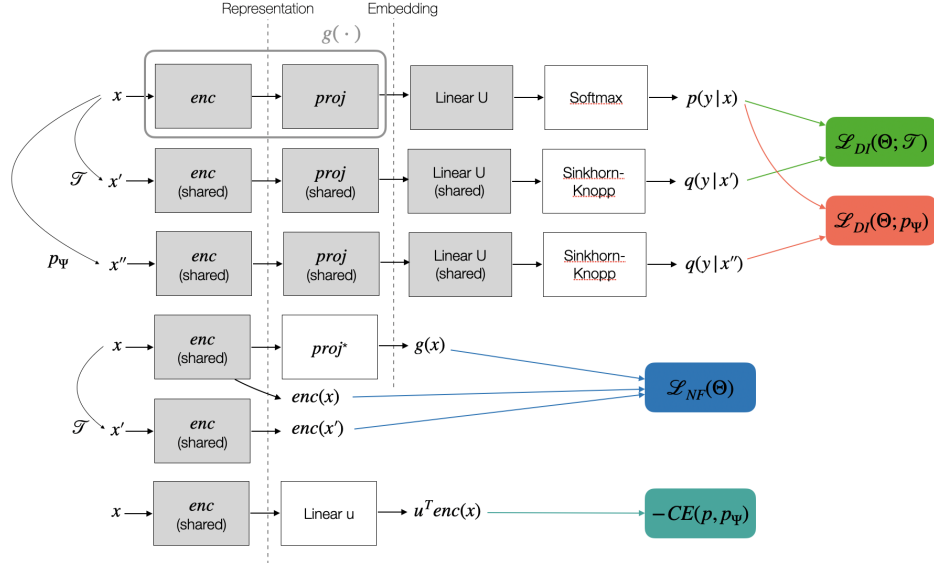 Representation
Embedding
g( · )
x
enc
proj
Linear U
Softmax
p(y|x)
ℒ_DI(Θ; 𝒯)
𝒯
x′
enc
(shared)
proj
(shared)
Linear U
(shared)
Sinkhorn-
Knopp
q(y|x′)
ℒ_DI(Θ; p_Ψ)
p_Ψ
x′′
enc
(shared)
proj
(shared)
Linear U
(shared)
Sinkhorn-
Knopp
q(y|x′′)
x
enc
(shared)
proj*
g(x)
ℒ_NF(Θ)
enc(x)
𝒯
x′
enc
(shared)
enc(x′)
x
enc
(shared)
Linear u
u^T enc(x)
−CE(p, p_Ψ)